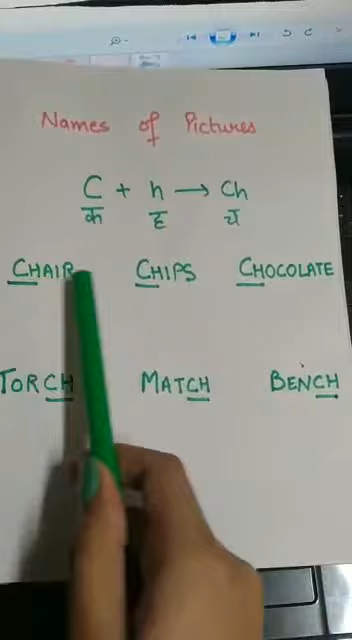 Names of Pictures
C + h → Ch
क ह च
CHAIR CHIPS CHOCOLATE
TORCH MATCH BENCH